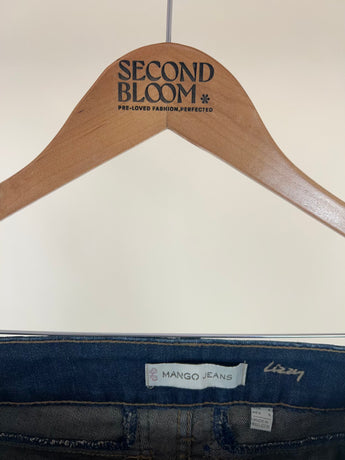 SECOND
BLOOM
PRE-LOVED FASHION, PERFECTED
MANGO JEANS
Lizzy